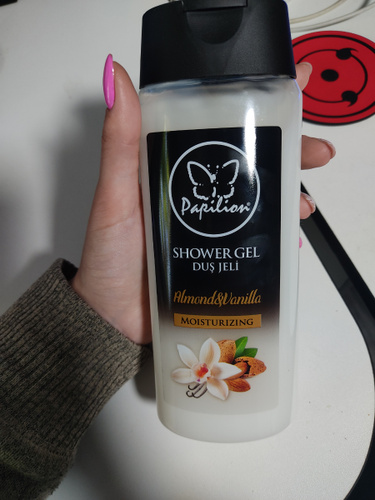 Papilion
SHOWER GEL
DUŞ JELİ
Almond&Vanilla
MOISTURIZING